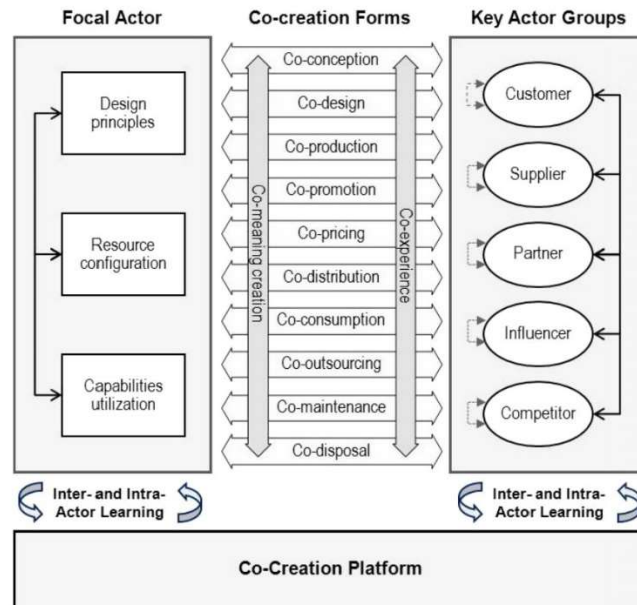 Focal Actor
Co-creation Forms
Key Actor Groups
Design
principles
Resource
configuration
Capabilities
utilization
Co-conception
Co-design
Co-production
Co-promotion
Co-pricing
Co-distribution
Co-consumption
Co-outsourcing
Co-maintenance
Co-disposal
Co-meaning creation
Co-experience
Customer
Supplier
Partner
Influencer
Competitor
Inter- and Intra-
Actor Learning
Inter- and Intra-
Actor Learning
Co-Creation Platform